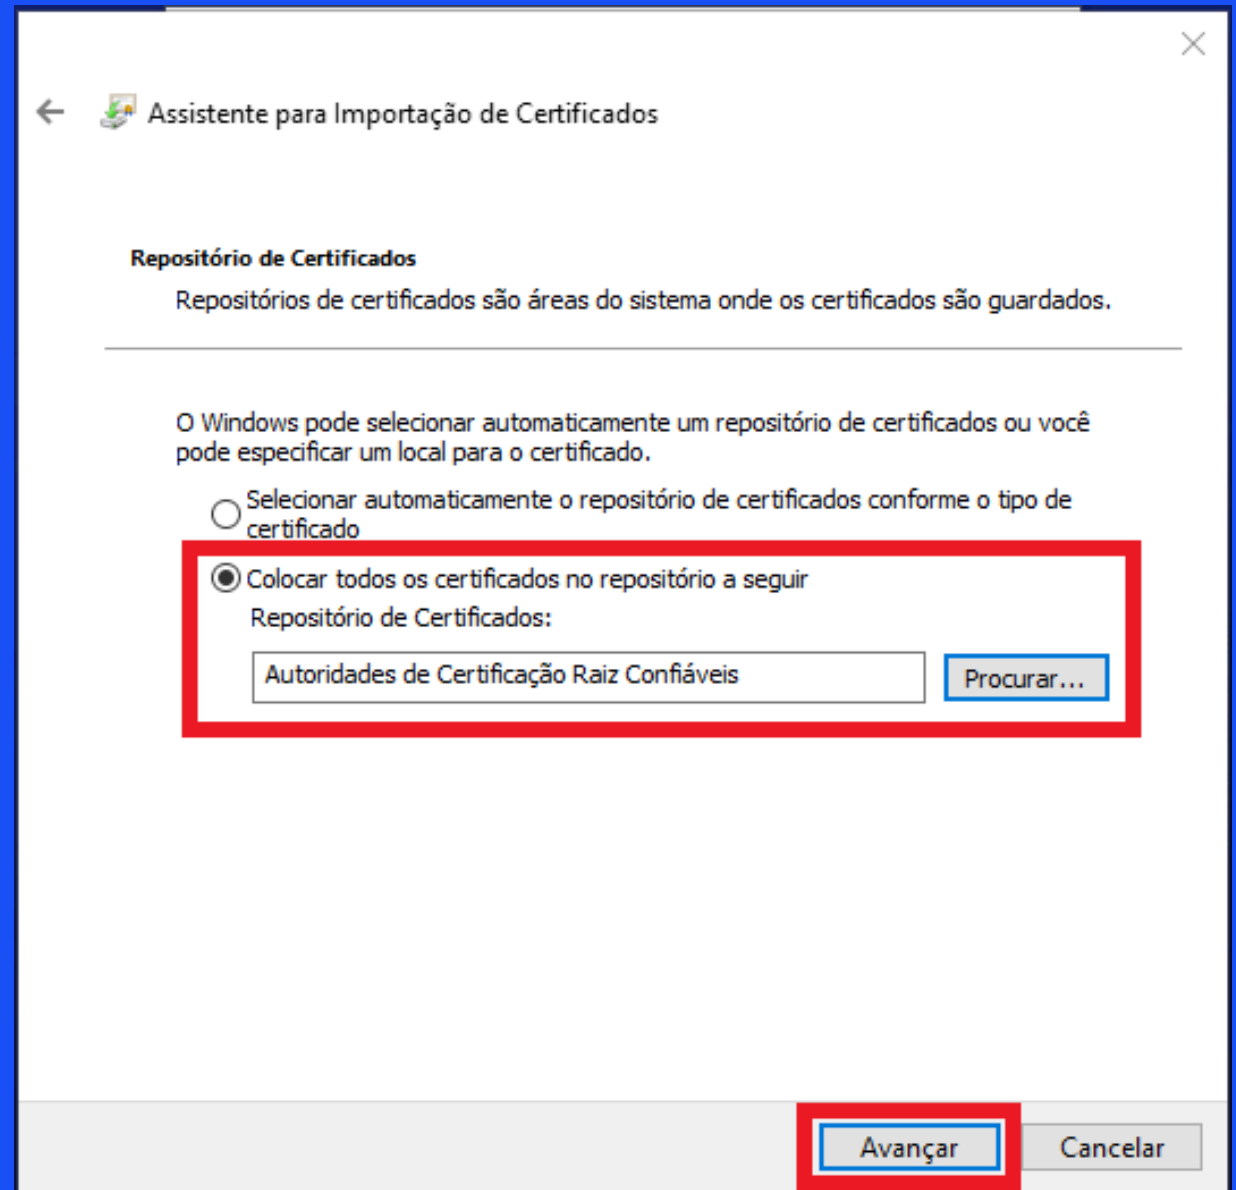 Assistente para Importação de Certificados
Repositório de Certificados
Repositórios de certificados são áreas do sistema onde os certificados são guardados.
O Windows pode selecionar automaticamente um repositório de certificados ou você
pode especificar um local para o certificado.
Selecionar automaticamente o repositório de certificados conforme o tipo de
certificado
Colocar todos os certificados no repositório a seguir
Repositório de Certificados:
Autoridades de Certificação Raiz Confiáveis
Procurar...
Avançar
Cancelar